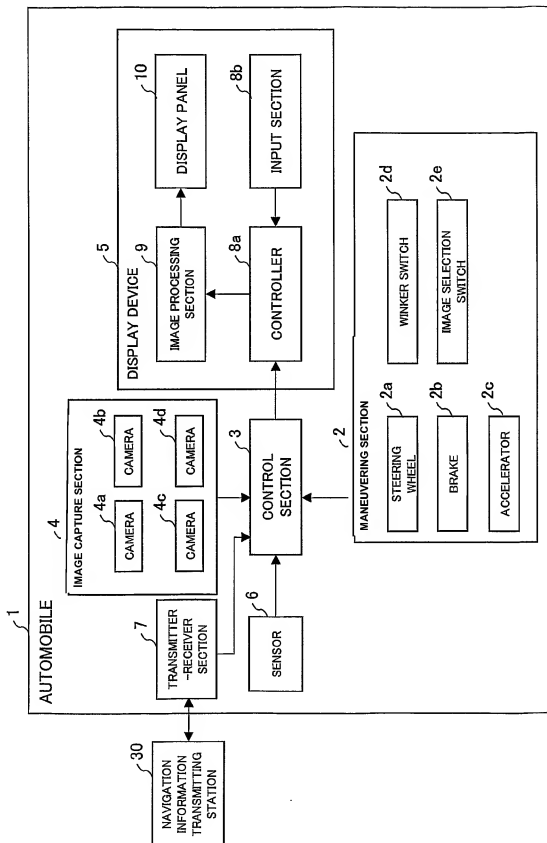 1
AUTOMOBILE
30
NAVIGATION
INFORMATION
TRANSMITTING
STATION
7
TRANSMITTER
-RECEIVER
SECTION
6
SENSOR
4
IMAGE CAPTURE SECTION
4a
CAMERA
4b
CAMERA
4c
CAMERA
4d
CAMERA
3
CONTROL
SECTION
5
DISPLAY DEVICE
9
IMAGE PROCESSING
SECTION
10
DISPLAY PANEL
8a
CONTROLLER
8b
INPUT SECTION
2
MANEUVERING SECTION
2a
STEERING
WHEEL
2b
BRAKE
2c
ACCELERATOR
2d
WINKER SWITCH
2e
IMAGE SELECTION
SWITCH